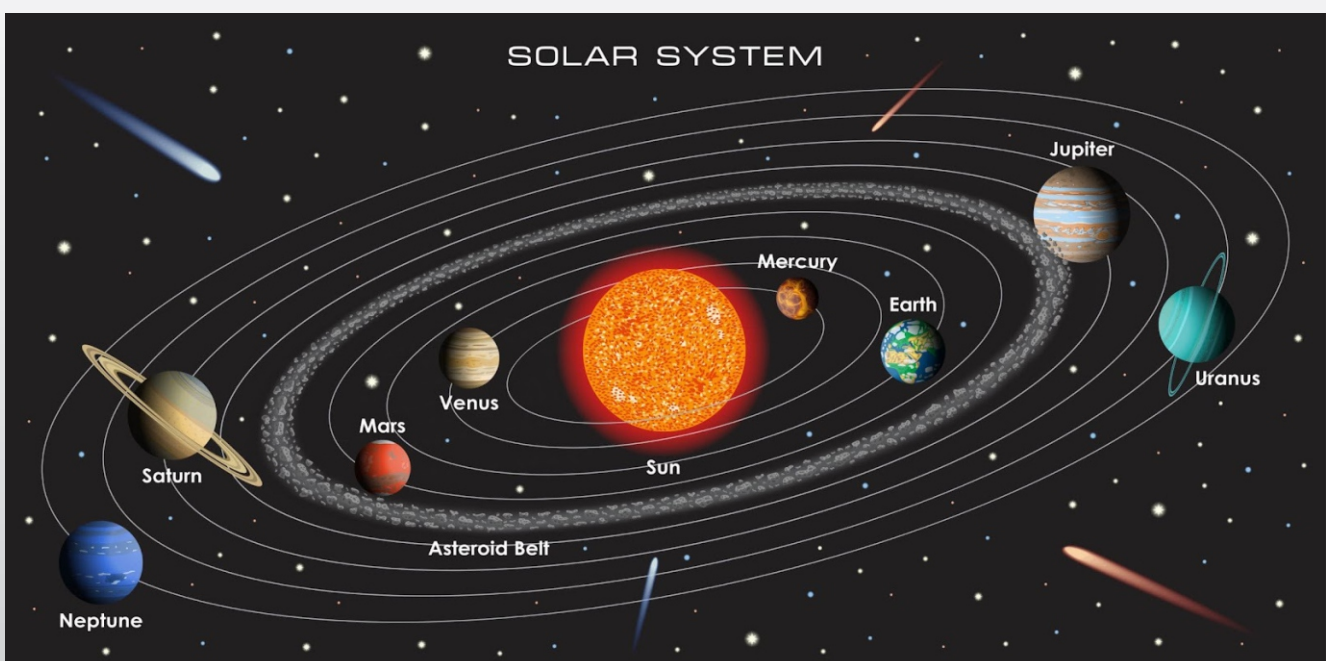 SOLAR SYSTEM
Jupiter
Mercury
Earth
Uranus
Venus
Mars
Sun
Saturn
Asteroid Belt
Neptune